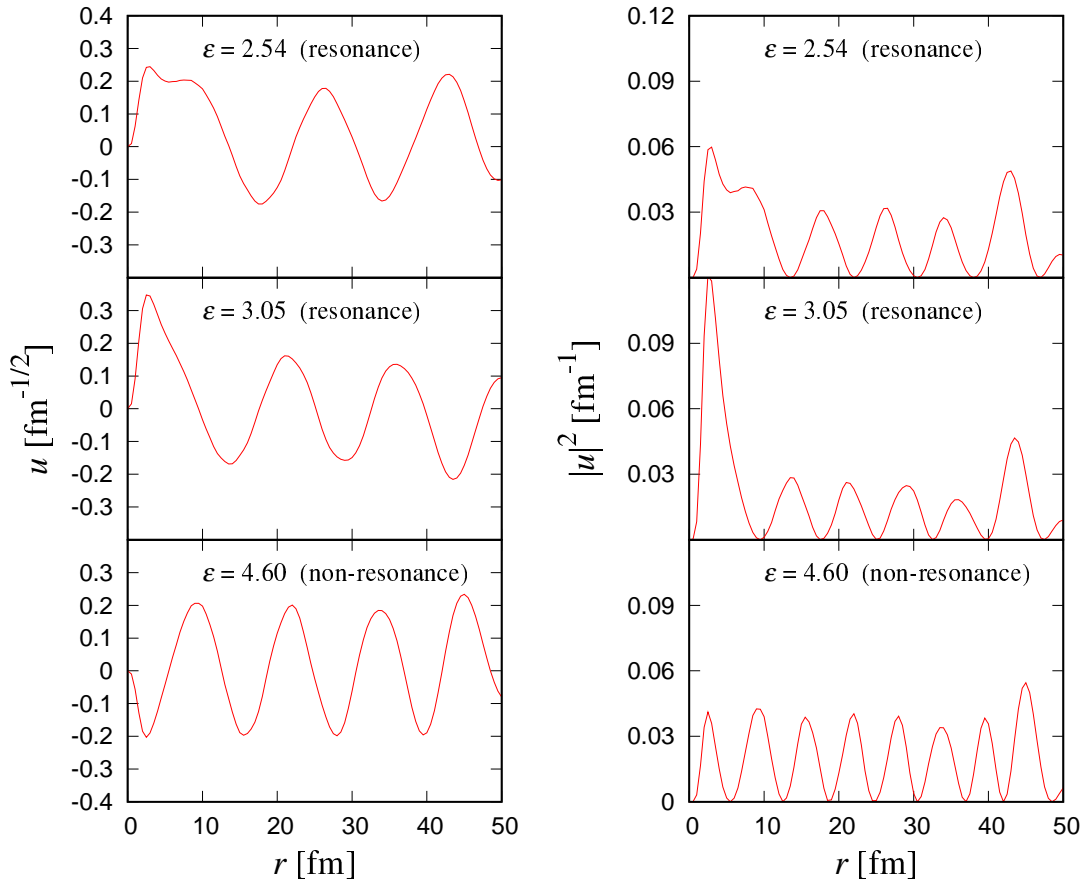 0.4
0.3
0.2
0.1
0
-0.1
-0.2
-0.3
ε = 2.54 (resonance)
0.3
0.2
0.1
0
-0.1
-0.2
-0.3
ε = 3.05 (resonance)
0.3
0.2
0.1
0
-0.1
-0.2
-0.3
-0.4
ε = 4.60 (non-resonance)
u [fm⁻¹/²]
0 10 20 30 40 50
r [fm]
0.12
0.09
0.06
0.03
ε = 2.54 (resonance)
0.09
0.06
0.03
ε = 3.05 (resonance)
0.09
0.06
0.03
0
ε = 4.60 (non-resonance)
|u|² [fm⁻¹]
0 10 20 30 40 50
r [fm]